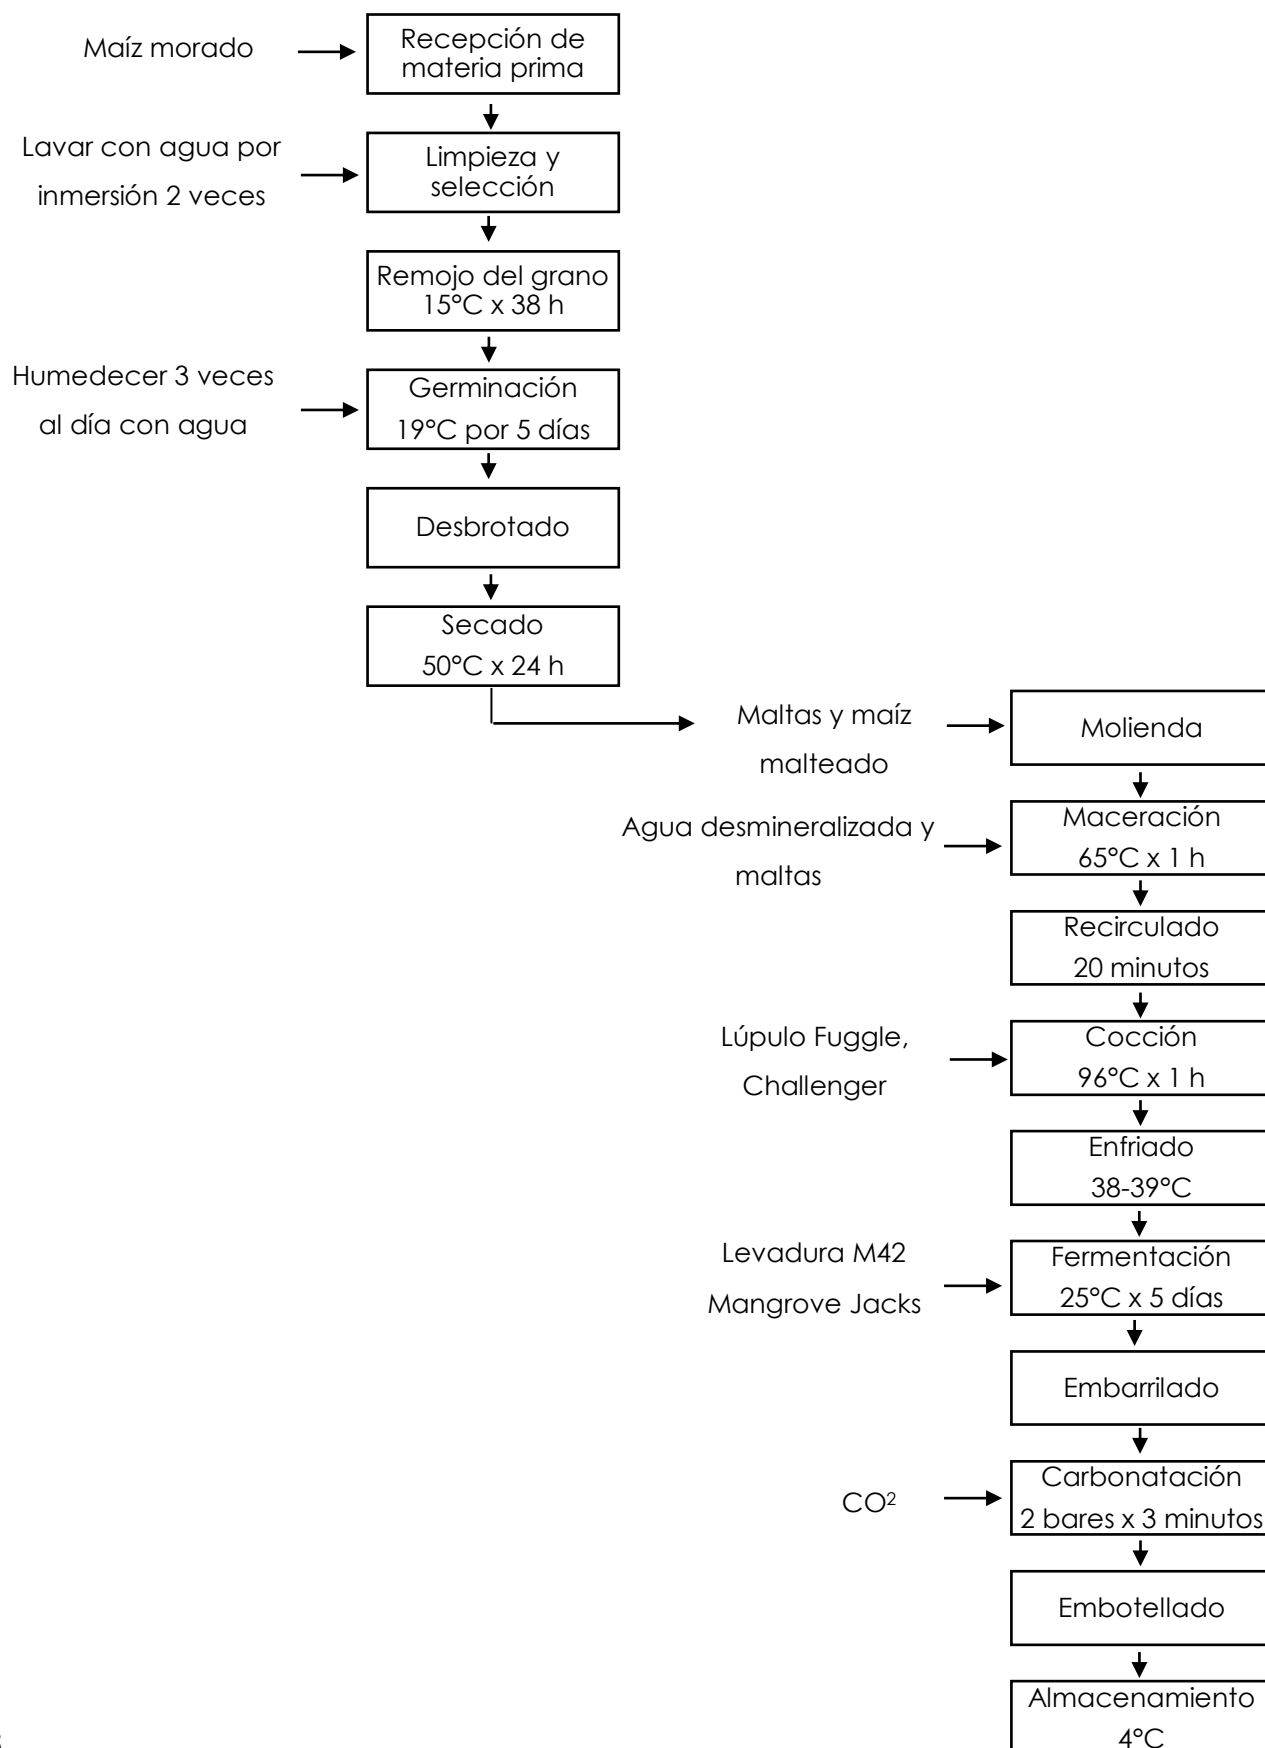 Maíz morado
Recepción de
materia prima
Lavar con agua por
inmersión 2 veces
Limpieza y
selección
Remojo del grano
15°C x 38 h
Humedecer 3 veces
al día con agua
Germinación
19°C por 5 días
Desbrotado
Secado
50°C x 24 h
Maltas y maíz
malteado
Molienda
Agua desmineralizada y
maltas
Maceración
65°C x 1 h
Recirculado
20 minutos
Lúpulo Fuggle,
Challenger
Cocción
96°C x 1 h
Enfriado
38-39°C
Levadura M42
Mangrove Jacks
Fermentación
25°C x 5 días
Embarrilado
CO²
Carbonatación
2 bares x 3 minutos
Embotellado
Almacenamiento
4°C